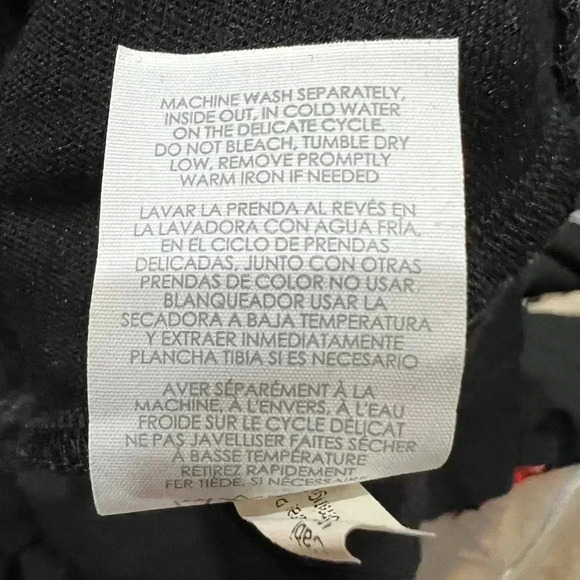 MACHINE WASH SEPARATELY,
INSIDE OUT, IN COLD WATER
ON THE DELICATE CYCLE.
DO NOT BLEACH, TUMBLE DRY
LOW, REMOVE PROMPTLY
WARM IRON IF NEEDED
LAVAR LA PRENDA AL REVÉS EN
LA LAVADORA CON AGUA FRÍA,
EN EL CICLO DE PRENDAS
DELICADAS, JUNTO CON OTRAS
PRENDAS DE COLOR NO USAR
BLANQUEADOR USAR LA
SECADORA A BAJA TEMPERATURA
Y EXTRAER INMEDIATAMENTE
PLANCHA TIBIA SI ES NECESARIO
AVER SÉPARÉMENT À LA
MACHINE, À L'ENVERS, À L'EAU
FROIDE SUR LE CYCLE DÉLICAT
NE PAS JAVELLISER FAITES SÉCHER
À BASSE TEMPÉRATURE
RETIREZ RAPIDEMENT
FER TIÈDE, SI NÉCESSAIRE